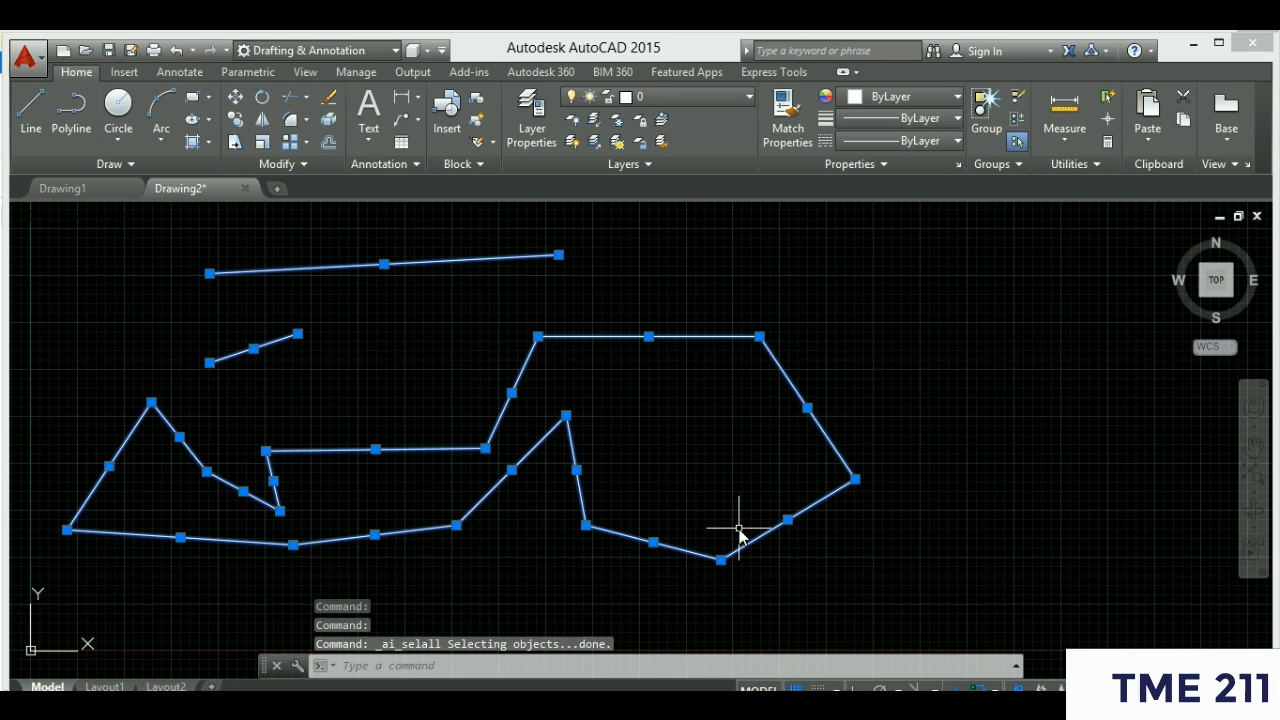 Drafting & Annotation
Autodesk AutoCAD 2015
Type a keyword or phrase
Sign In
Home Insert Annotate Parametric View Manage Output Add-ins Autodesk 360 BIM 360 Featured Apps Express Tools
0
ByLayer
ByLayer
ByLayer
Line Polyline Circle Arc Text Insert Layer Properties Match Properties Group Measure Paste Base
Draw Modify Annotation Block Layers Properties Groups Utilities Clipboard View
Drawing1 Drawing2*
N
W TOP E
S
WCS
Y
X
Command:
Command:
Command: _ai_selall Selecting objects...done.
Type a command
Model Layout1 Layout2 +
MODEL
TME 211